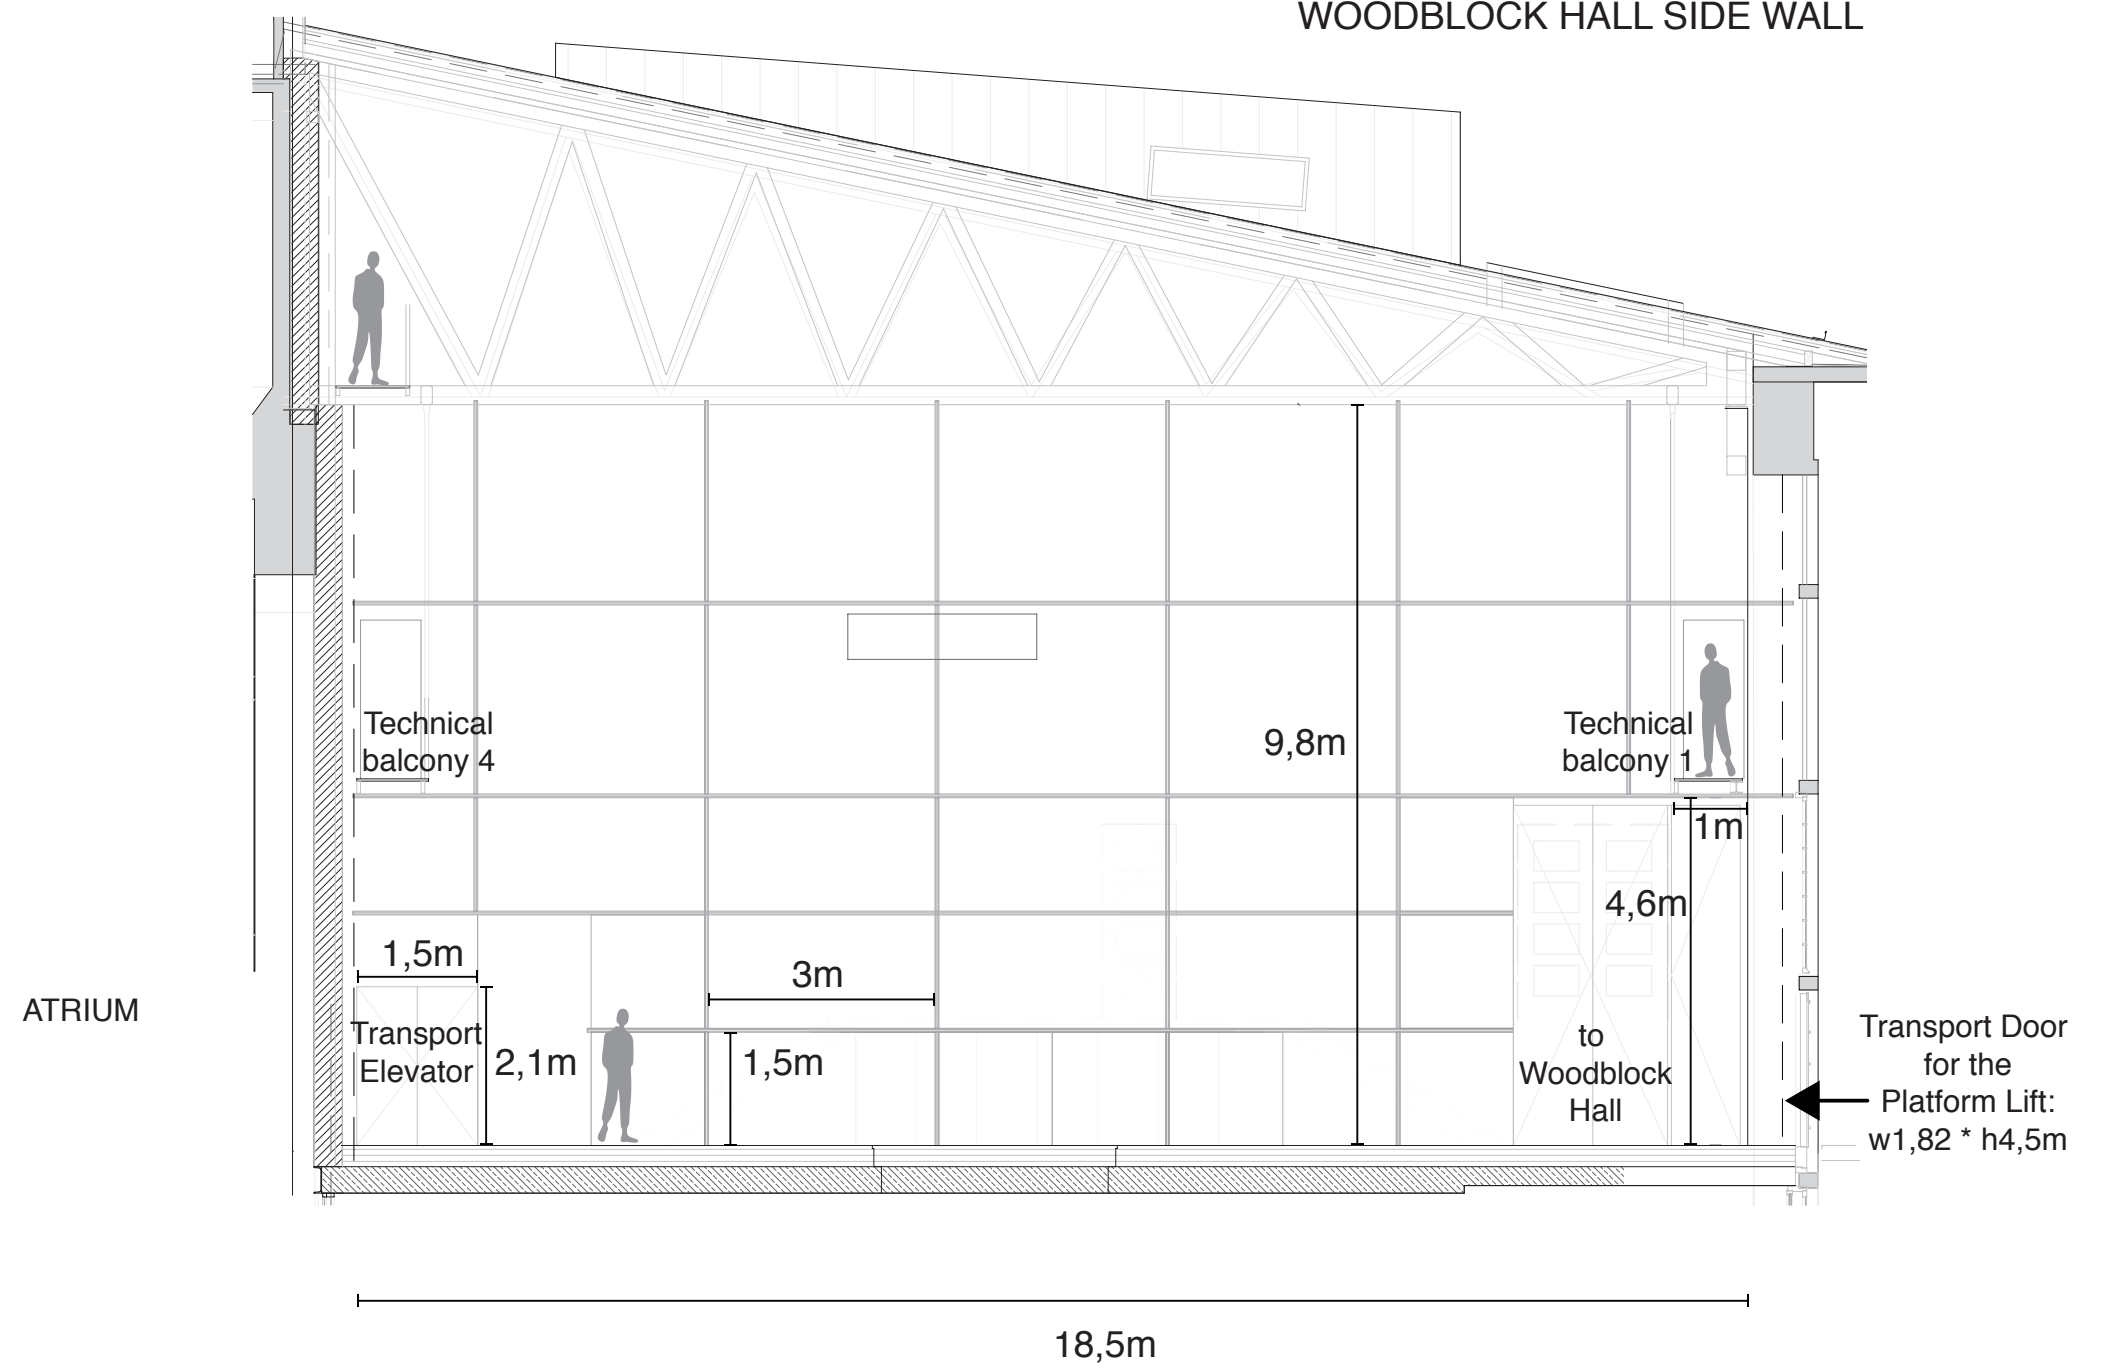 WOODBLOCK HALL SIDE WALL
Technical
balcony 4
9,8m
Technical
balcony 1
1m
4,6m
1,5m
3m
ATRIUM
Transport
Elevator
2,1m
1,5m
to
Woodblock
Hall
Transport Door
for the
Platform Lift:
w1,82 * h4,5m
18,5m